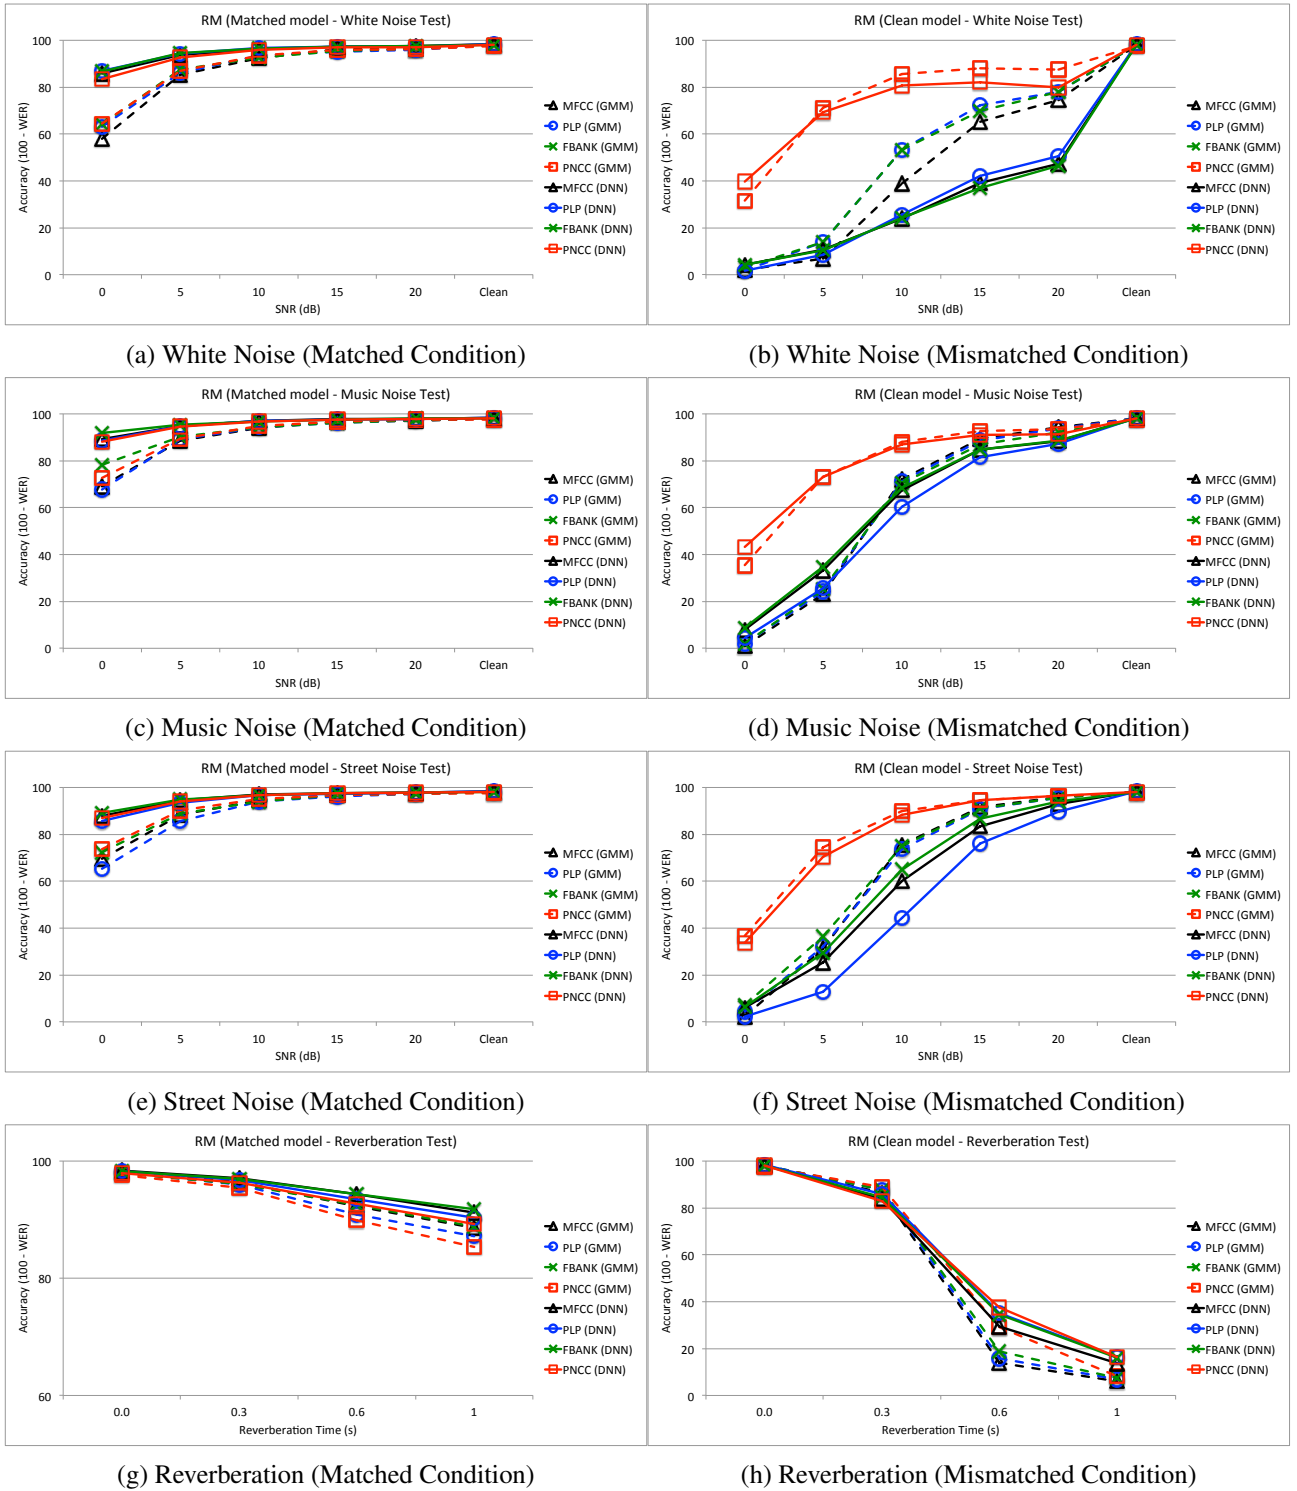 RM (Matched model - White Noise Test)
100
80
60
40
20
0
Accuracy (100 - WER)
0 5 10 15 20 Clean
SNR (dB)
MFCC (GMM)
PLP (GMM)
FBANK (GMM)
PNCC (GMM)
MFCC (DNN)
PLP (DNN)
FBANK (DNN)
PNCC (DNN)
(a) White Noise (Matched Condition)
RM (Clean model - White Noise Test)
100
80
60
40
20
0
Accuracy (100 - WER)
0 5 10 15 20 Clean
SNR (dB)
MFCC (GMM)
PLP (GMM)
FBANK (GMM)
PNCC (GMM)
MFCC (DNN)
PLP (DNN)
FBANK (DNN)
PNCC (DNN)
(b) White Noise (Mismatched Condition)
RM (Matched model - Music Noise Test)
100
80
60
40
20
0
Accuracy (100 - WER)
0 5 10 15 20 Clean
SNR (dB)
MFCC (GMM)
PLP (GMM)
FBANK (GMM)
PNCC (GMM)
MFCC (DNN)
PLP (DNN)
FBANK (DNN)
PNCC (DNN)
(c) Music Noise (Matched Condition)
RM (Clean model - Music Noise Test)
100
80
60
40
20
0
Accuracy (100 - WER)
0 5 10 15 20 Clean
SNR (dB)
MFCC (GMM)
PLP (GMM)
FBANK (GMM)
PNCC (GMM)
MFCC (DNN)
PLP (DNN)
FBANK (DNN)
PNCC (DNN)
(d) Music Noise (Mismatched Condition)
RM (Matched model - Street Noise Test)
100
80
60
40
20
0
Accuracy (100 - WER)
0 5 10 15 20 Clean
SNR (dB)
MFCC (GMM)
PLP (GMM)
FBANK (GMM)
PNCC (GMM)
MFCC (DNN)
PLP (DNN)
FBANK (DNN)
PNCC (DNN)
(e) Street Noise (Matched Condition)
RM (Clean model - Street Noise Test)
100
80
60
40
20
0
Accuracy (100 - WER)
0 5 10 15 20 Clean
SNR (dB)
MFCC (GMM)
PLP (GMM)
FBANK (GMM)
PNCC (GMM)
MFCC (DNN)
PLP (DNN)
FBANK (DNN)
PNCC (DNN)
(f) Street Noise (Mismatched Condition)
RM (Matched model - Reverberation Test)
100
80
60
Accuracy (100 - WER)
0.0 0.3 0.6 1
Reverberation Time (s)
MFCC (GMM)
PLP (GMM)
FBANK (GMM)
PNCC (GMM)
MFCC (DNN)
PLP (DNN)
FBANK (DNN)
PNCC (DNN)
(g) Reverberation (Matched Condition)
RM (Clean model - Reverberation Test)
100
80
60
40
20
0
Accuracy (100 - WER)
0.0 0.3 0.6 1
Reverberation Time (s)
MFCC (GMM)
PLP (GMM)
FBANK (GMM)
PNCC (GMM)
MFCC (DNN)
PLP (DNN)
FBANK (DNN)
PNCC (DNN)
(h) Reverberation (Mismatched Condition)